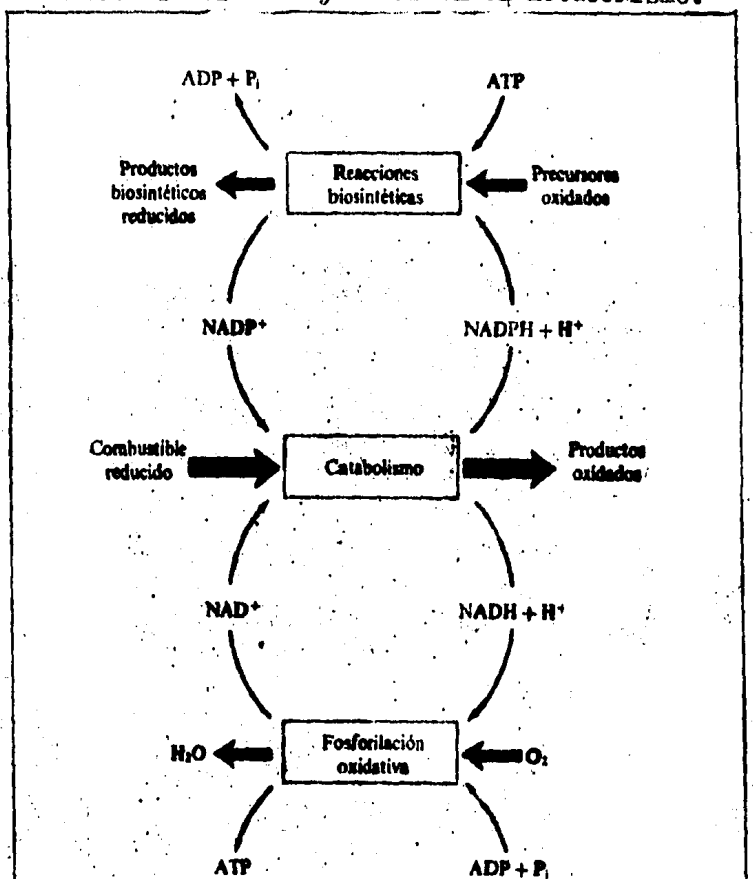 ADP + Pᵢ
ATP
Productos
biosintéticos
reducidos
Reacciones
biosintéticas
Precursores
oxidados
NADP⁺
NADPH + H⁺
Combustible
reducido
Catabolismo
Productos
oxidados
NAD⁺
NADH + H⁺
H₂O
Fosforilación
oxidativa
O₂
ATP
ADP + Pᵢ